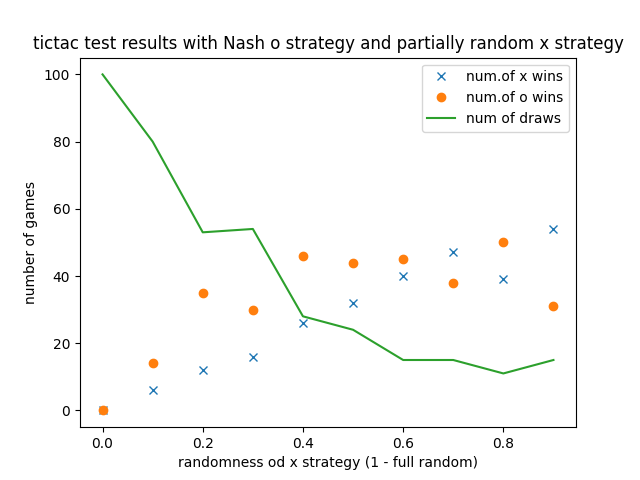 tictac test results with Nash o strategy and partially random x strategy
num.of x wins
num.of o wins
num of draws
100
80
60
40
20
0
number of games
0.0 0.2 0.4 0.6 0.8
randomness od x strategy (1 - full random)